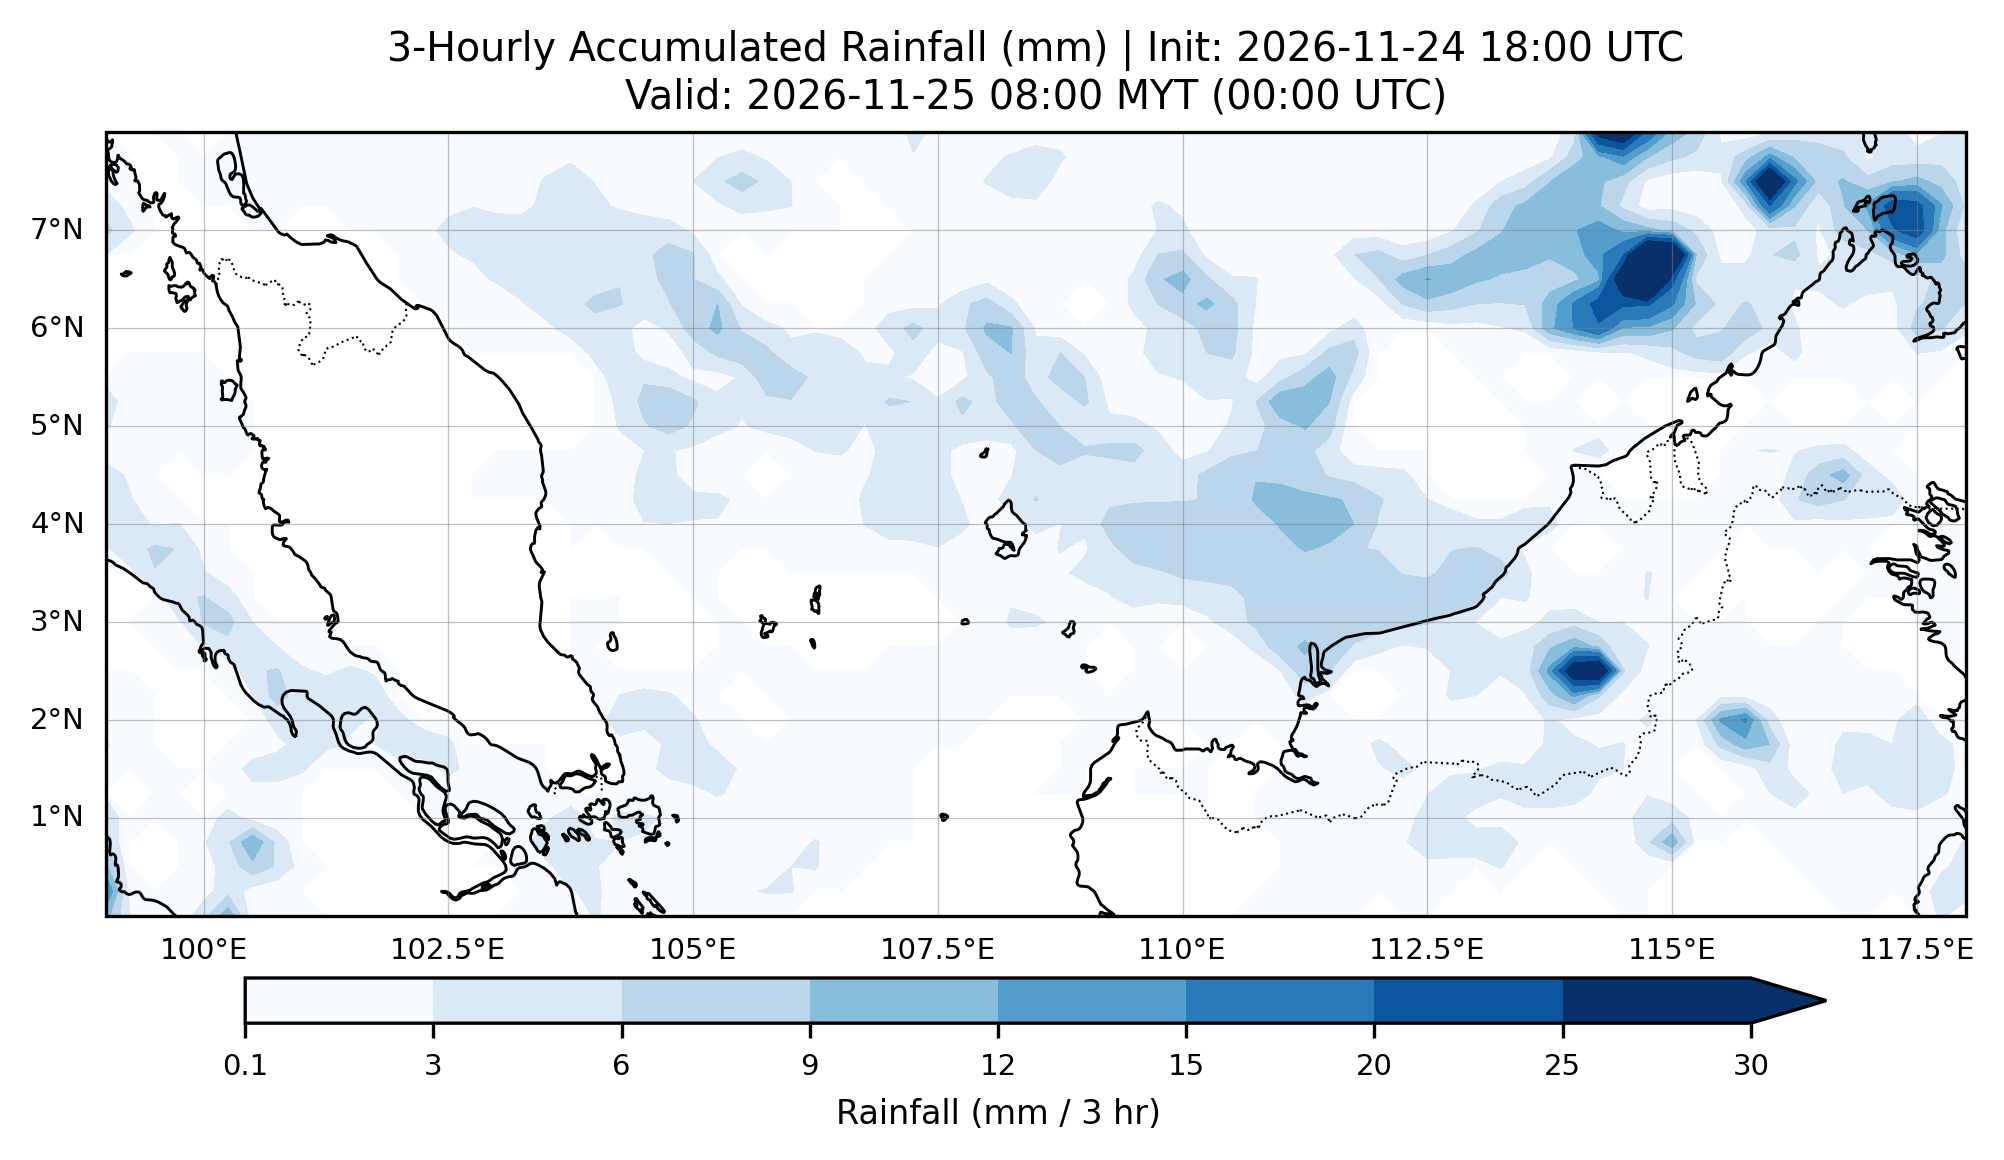 3-Hourly Accumulated Rainfall (mm) | Init: 2026-11-24 18:00 UTC
Valid: 2026-11-25 08:00 MYT (00:00 UTC)
7°N
6°N
5°N
4°N
3°N
2°N
1°N
100°E 102.5°E 105°E 107.5°E 110°E 112.5°E 115°E 117.5°E
0.1 3 6 9 12 15 20 25 30
Rainfall (mm / 3 hr)